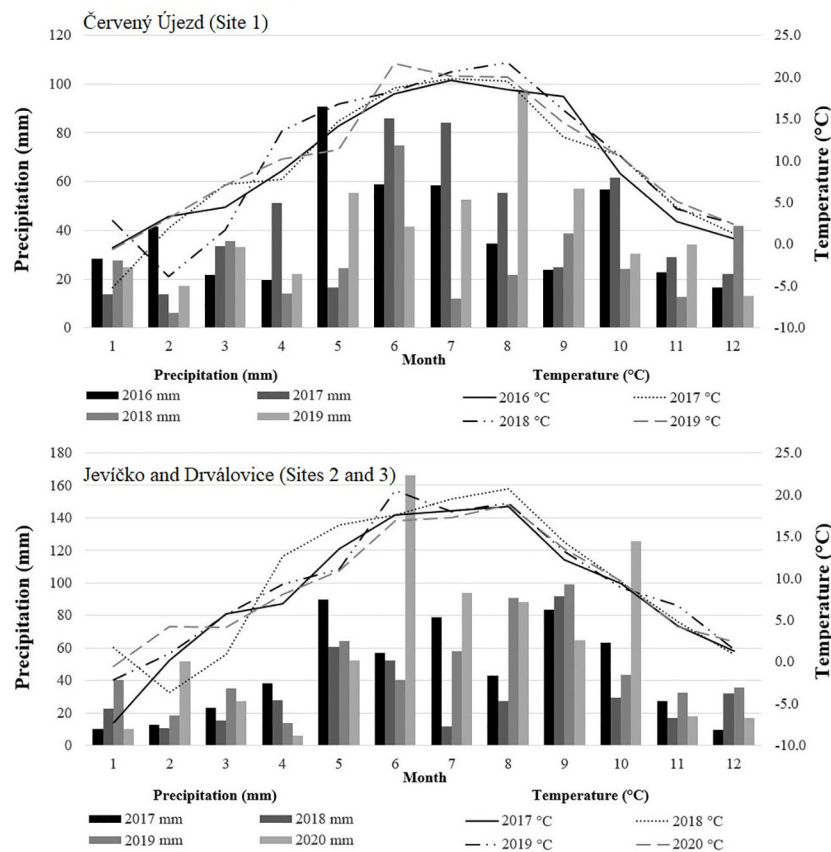 Červený Újezd (Site 1)
120 25.0
100 20.0
80 15.0
60 10.0
40 5.0
20 0.0
0 -5.0
-10.0
Precipitation (mm)
Temperature (°C)
1 2 3 4 5 6 7 8 9 10 11 12
Month
Precipitation (mm) Temperature (°C)
2016 mm 2017 mm 2016 °C 2017 °C
2018 mm 2019 mm 2018 °C 2019 °C
Jevíčko and Drválovice (Sites 2 and 3)
180 25.0
160 20.0
140 15.0
120 10.0
100 5.0
80 0.0
60 -5.0
40 -10.0
20
0
Precipitation (mm)
Temperature (°C)
1 2 3 4 5 6 7 8 9 10 11 12
Month
Precipitation (mm) Temperature (°C)
2017 mm 2018 mm 2017 °C 2018 °C
2019 mm 2020 mm 2019 °C 2020 °C